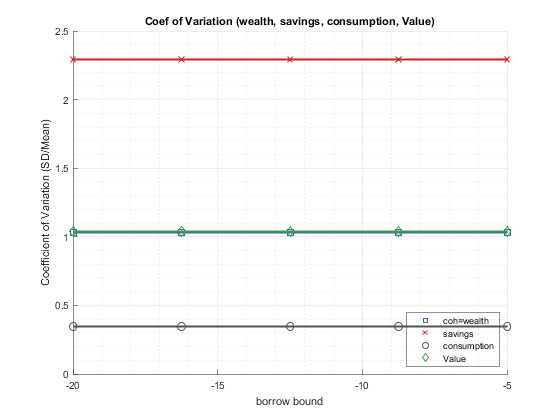 Coef of Variation (wealth, savings, consumption, Value)
Coefficient of Variation (SD/Mean)
2.5
2
1.5
1
0.5
0
coh=wealth
savings
consumption
Value
-20
-15
-10
-5
borrow bound